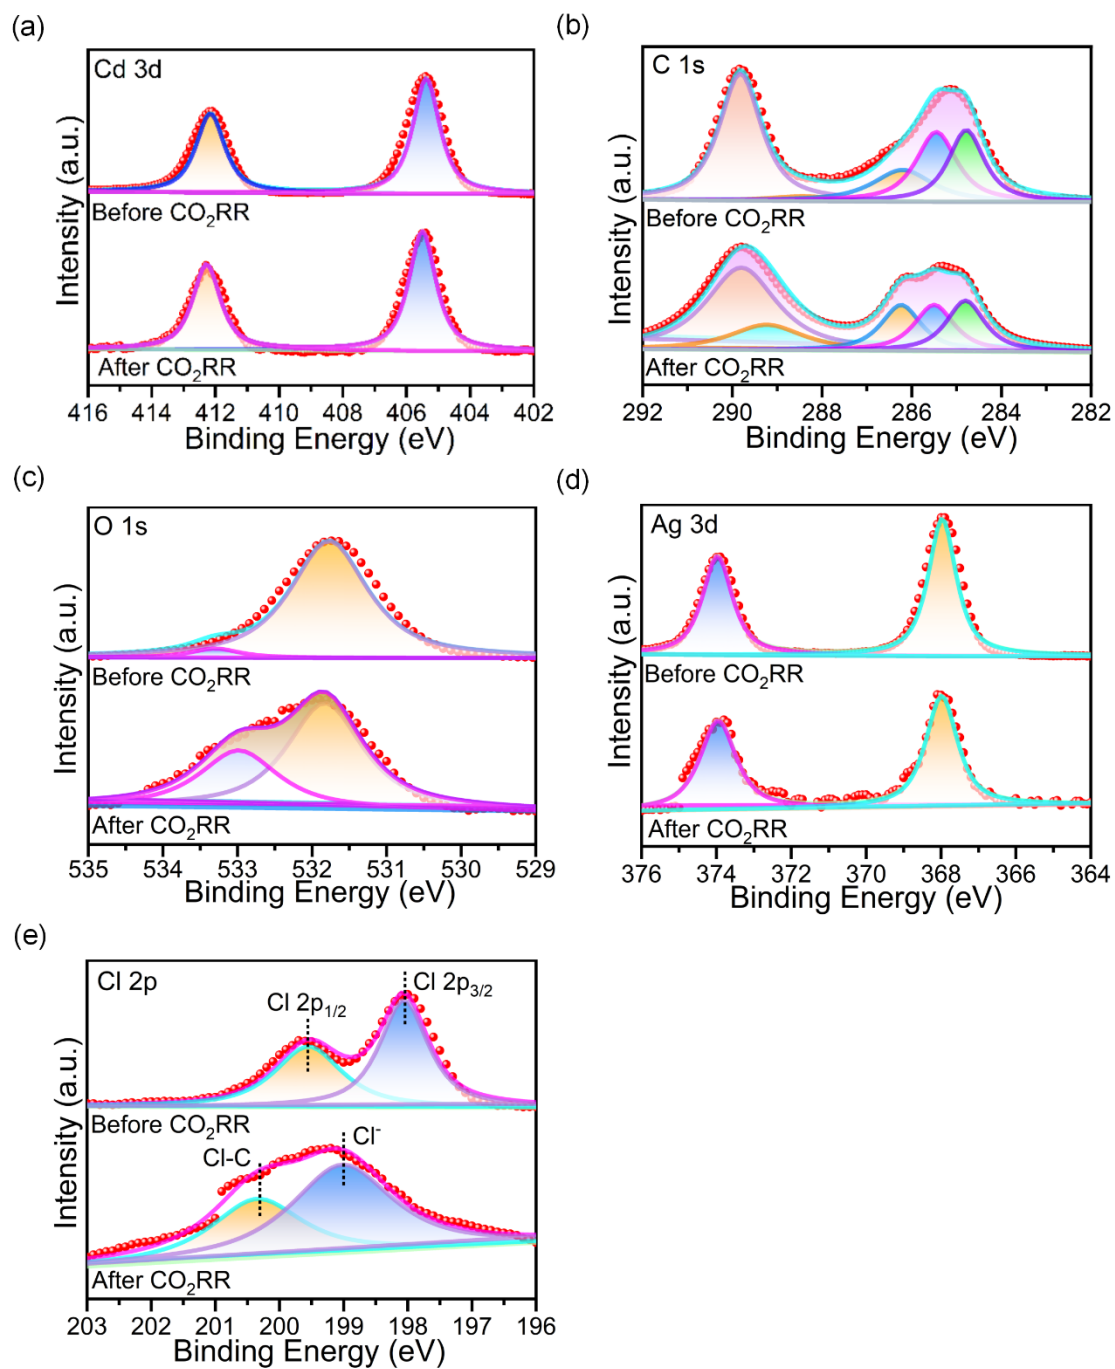 (a)
Cd 3d
Before CO₂RR
After CO₂RR
Intensity (a.u.)
416 414 412 410 408 406 404 402
Binding Energy (eV)
(b)
C 1s
Before CO₂RR
After CO₂RR
Intensity (a.u.)
292 290 288 286 284 282
Binding Energy (eV)
(c)
O 1s
Before CO₂RR
After CO₂RR
Intensity (a.u.)
535 534 533 532 531 530 529
Binding Energy (eV)
(d)
Ag 3d
Before CO₂RR
After CO₂RR
Intensity (a.u.)
376 374 372 370 368 366 364
Binding Energy (eV)
(e)
Cl 2p
Cl 2p₃/₂
Cl 2p₁/₂
Before CO₂RR
Cl⁻
Cl-C
After CO₂RR
Intensity (a.u.)
203 202 201 200 199 198 197 196
Binding Energy (eV)